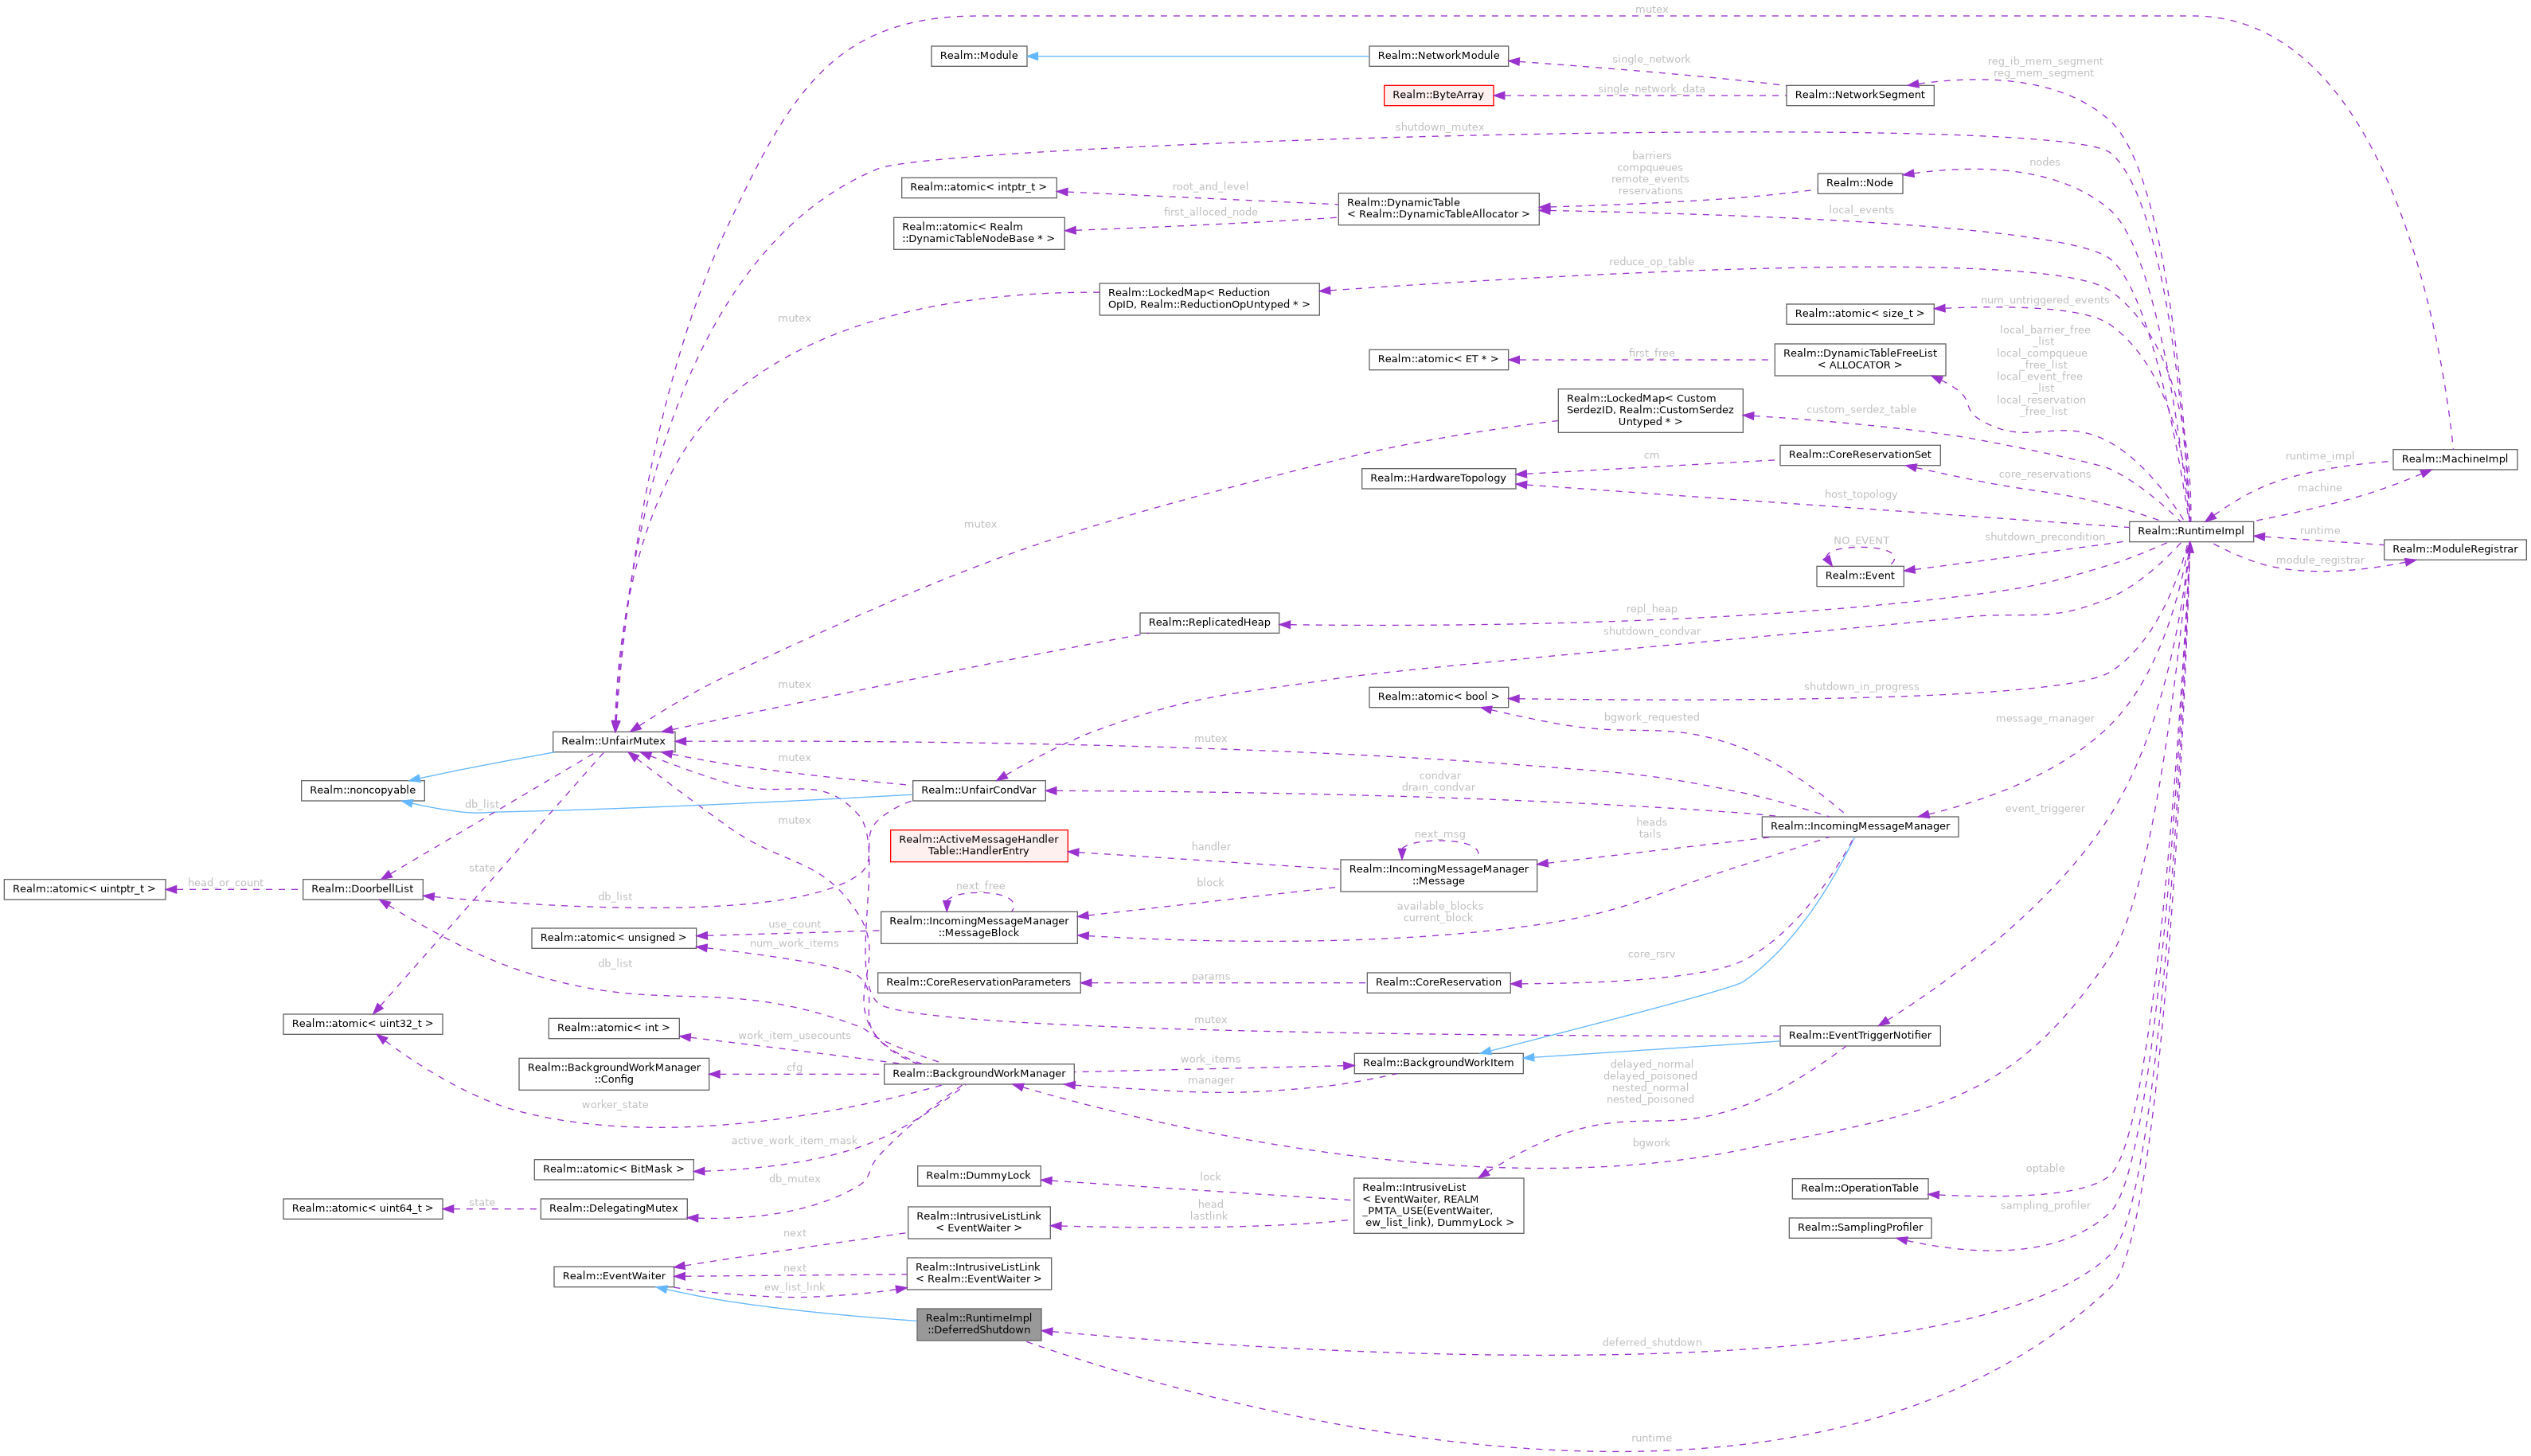 mutex
Realm::Module
Realm::NetworkModule
single_network
reg_ib_mem_segment
reg_mem_segment
Realm::ByteArray
single_network_data
Realm::NetworkSegment
shutdown_mutex
barriers
compqueues
remote_events
reservations
nodes
Realm::atomic< intptr_t >
root_and_level
Realm::Node
Realm::DynamicTable
< Realm::DynamicTableAllocator >
first_alloced_node
local_events
Realm::atomic< Realm
::DynamicTableNodeBase * >
reduce_op_table
Realm::LockedMap< Reduction
OpID, Realm::ReductionOpUntyped * >
num_untriggered_events
Realm::atomic< size_t >
mutex
local_barrier_free
_list
local_compqueue
_free_list
local_event_free
_list
local_reservation
_free_list
Realm::atomic< ET * >
first_free
Realm::DynamicTableFreeList
< ALLOCATOR >
Realm::LockedMap< Custom
SerdezID, Realm::CustomSerdez
Untyped * >
custom_serdez_table
cm
Realm::CoreReservationSet
runtime_impl
Realm::MachineImpl
Realm::HardwareTopology
core_reservations
host_topology
machine
mutex
Realm::RuntimeImpl
runtime
shutdown_precondition
NO_EVENT
Realm::ModuleRegistrar
module_registrar
Realm::Event
repl_heap
Realm::ReplicatedHeap
shutdown_condvar
mutex
shutdown_in_progress
Realm::atomic< bool >
bgwork_requested
message_manager
Realm::UnfairMutex
mutex
mutex
condvar
drain_condvar
Realm::noncopyable
Realm::UnfairCondVar
db_list
event_triggerer
mutex
heads
tails
Realm::IncomingMessageManager
Realm::ActiveMessageHandler
Table::HandlerEntry
handler
next_msg
state
Realm::IncomingMessageManager
::Message
block
Realm::atomic< uintptr_t >
head_or_count
Realm::DoorbellList
db_list
next_free
available_blocks
current_block
Realm::IncomingMessageManager
::MessageBlock
use_count
Realm::atomic< unsigned >
num_work_items
db_list
core_rsrv
Realm::CoreReservationParameters
params
Realm::CoreReservation
Realm::atomic< uint32_t >
Realm::atomic< int >
mutex
work_item_usecounts
Realm::EventTriggerNotifier
Realm::BackgroundWorkManager
::Config
cfg
Realm::BackgroundWorkManager
work_items
manager
Realm::BackgroundWorkItem
delayed_normal
delayed_poisoned
nested_normal
nested_poisoned
worker_state
active_work_item_mask
bgwork
Realm::atomic< BitMask >
db_mutex
Realm::DummyLock
lock
optable
Realm::IntrusiveList
< EventWaiter, REALM
_PMTA_USE(EventWaiter,
ew_list_link), DummyLock >
Realm::OperationTable
Realm::atomic< uint64_t >
state
Realm::DelegatingMutex
head
lastlink
sampling_profiler
Realm::IntrusiveListLink
< EventWaiter >
Realm::SamplingProfiler
next
Realm::EventWaiter
next
Realm::IntrusiveListLink
< Realm::EventWaiter >
ew_list_link
Realm::RuntimeImpl
::DeferredShutdown
deferred_shutdown
runtime